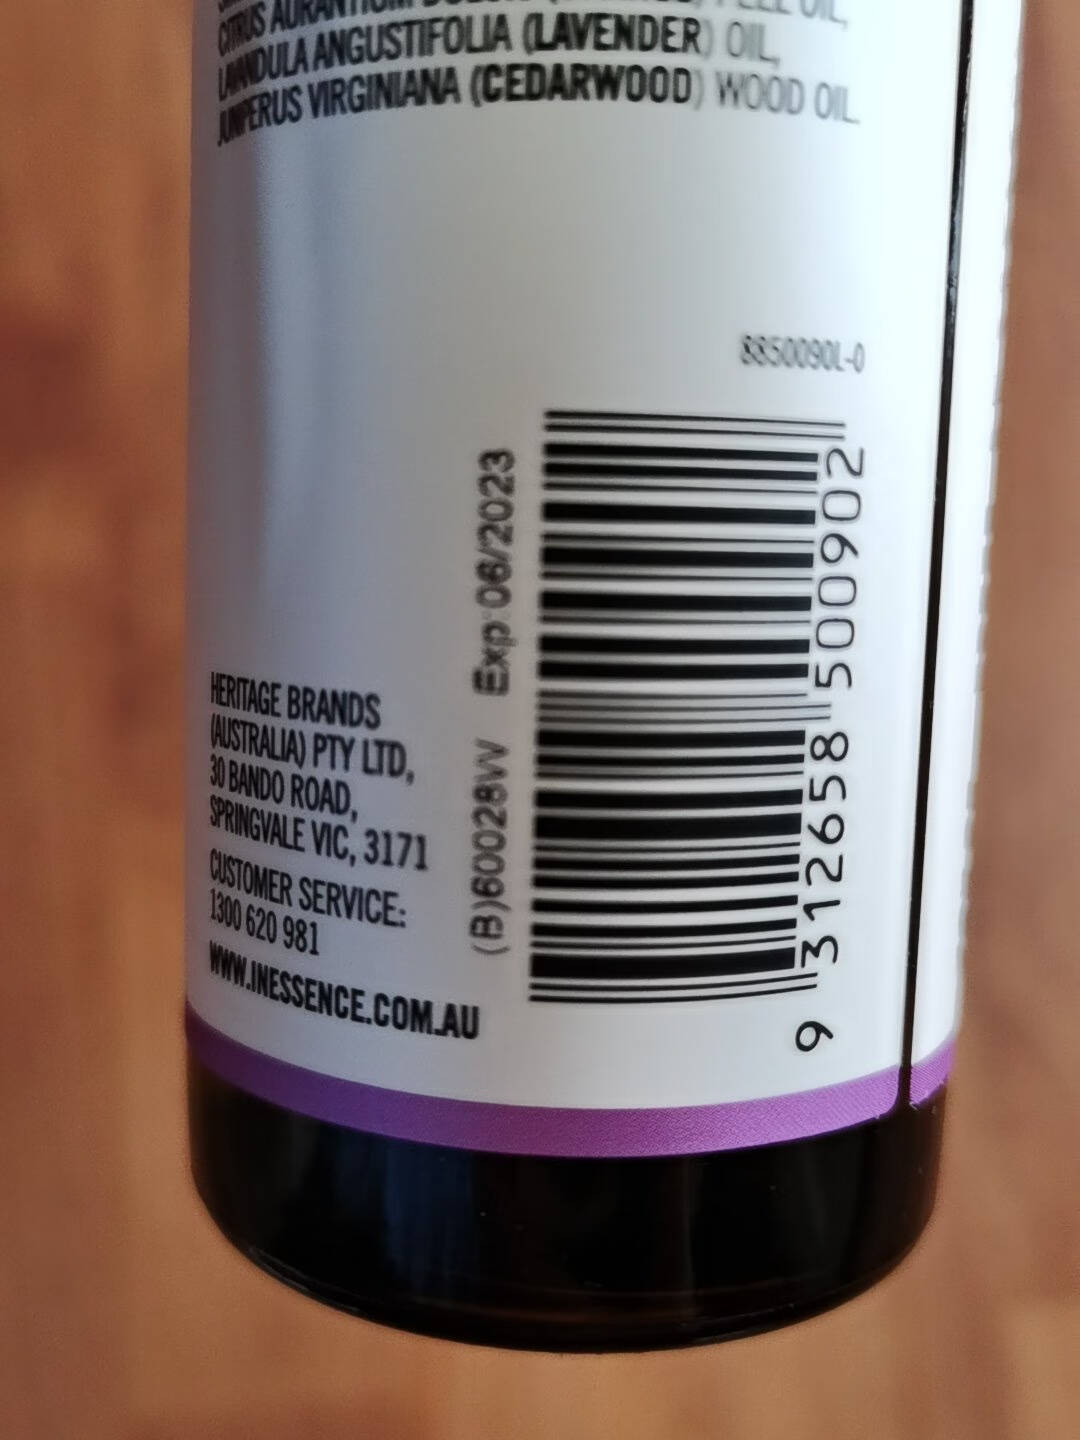 CITRUS AURANTIUM PEEL OIL,
LAVANDULA ANGUSTIFOLIA (LAVENDER) OIL,
JUNIPERUS VIRGINIANA (CEDARWOOD) WOOD OIL
8850090L-0
HERITAGE BRANDS
(AUSTRALIA) PTY LTD,
30 BANDO ROAD,
SPRINGVALE VIC, 3171
CUSTOMER SERVICE:
1300 620 981
WWW.INESSENCE.COM.AU
(B)60028W Exp 06/2023
9 312658 500902